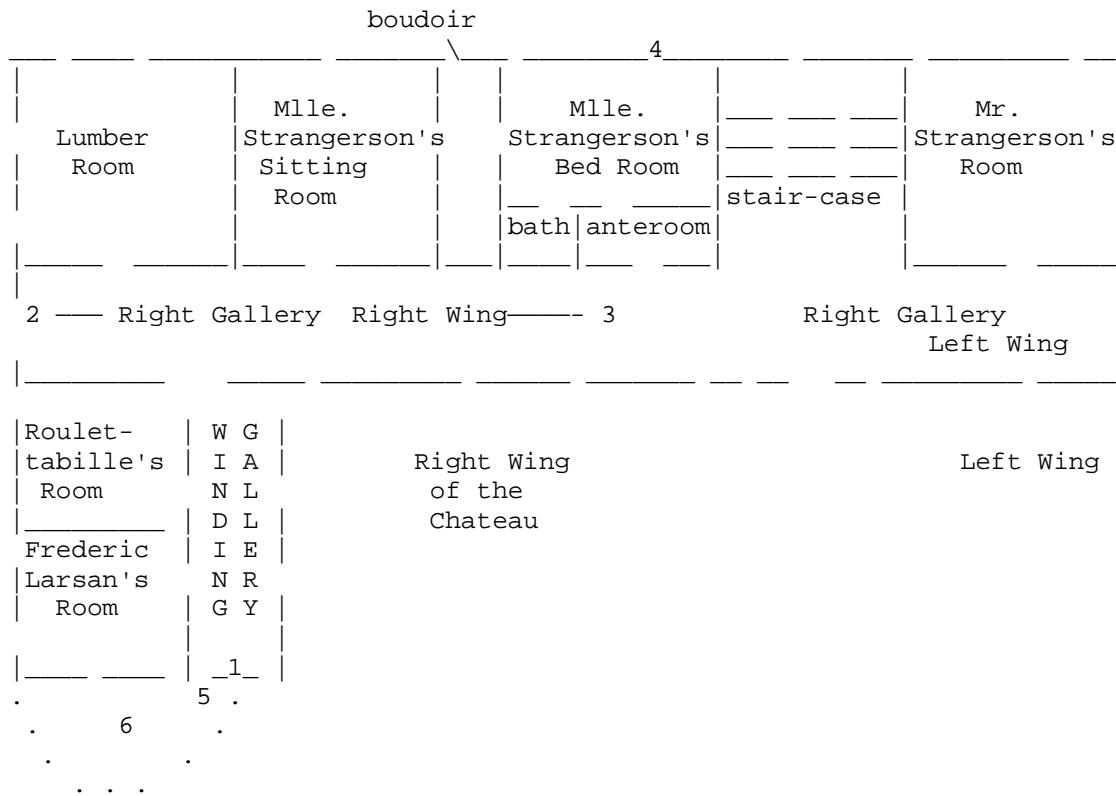 boudoir
4
Mlle. Mlle. Mr.
Lumber Strangerson's Strangerson's Strangerson's
Room Sitting Bed Room Room
Room stair-case
bath anteroom
2 ——— Right Gallery Right Wing————- 3 Right Gallery
Left Wing
Roulet- W G
tabille's I A Right Wing Left Wing
Room N L of the
D L Chateau
Frederic I E
Larsan's N R
Room G Y
1
5
6